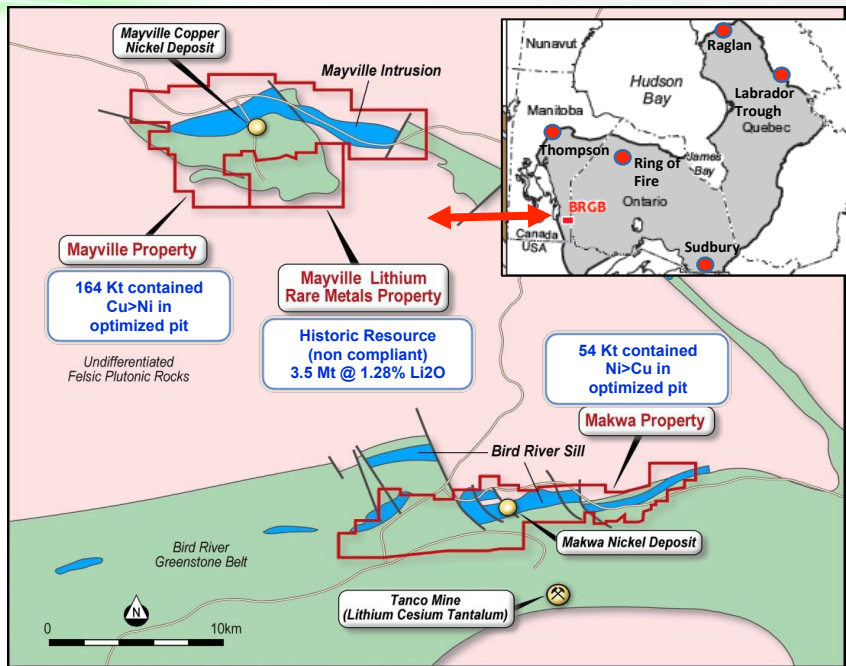 Mayville Copper
Nickel Deposit
Mayville Intrusion
Nunavut
Raglan
Hudson
Bay
Labrador
Trough
Manitoba
Quebec
Thompson
Ring of
Fire
James
Bay
BRGB
Ontario
Canada
USA
Sudbury
Mayville Property
164 Kt contained
Cu>Ni in
optimized pit
Mayville Lithium
Rare Metals Property
Historic Resource
(non compliant)
3.5 Mt @ 1.28% Li2O
54 Kt contained
Ni>Cu in
optimized pit
Makwa Property
Undifferentiated
Felsic Plutonic Rocks
Bird River Sill
Bird River
Greenstone Belt
Makwa Nickel Deposit
Tanco Mine
(Lithium Cesium Tantalum)
N
0 10km